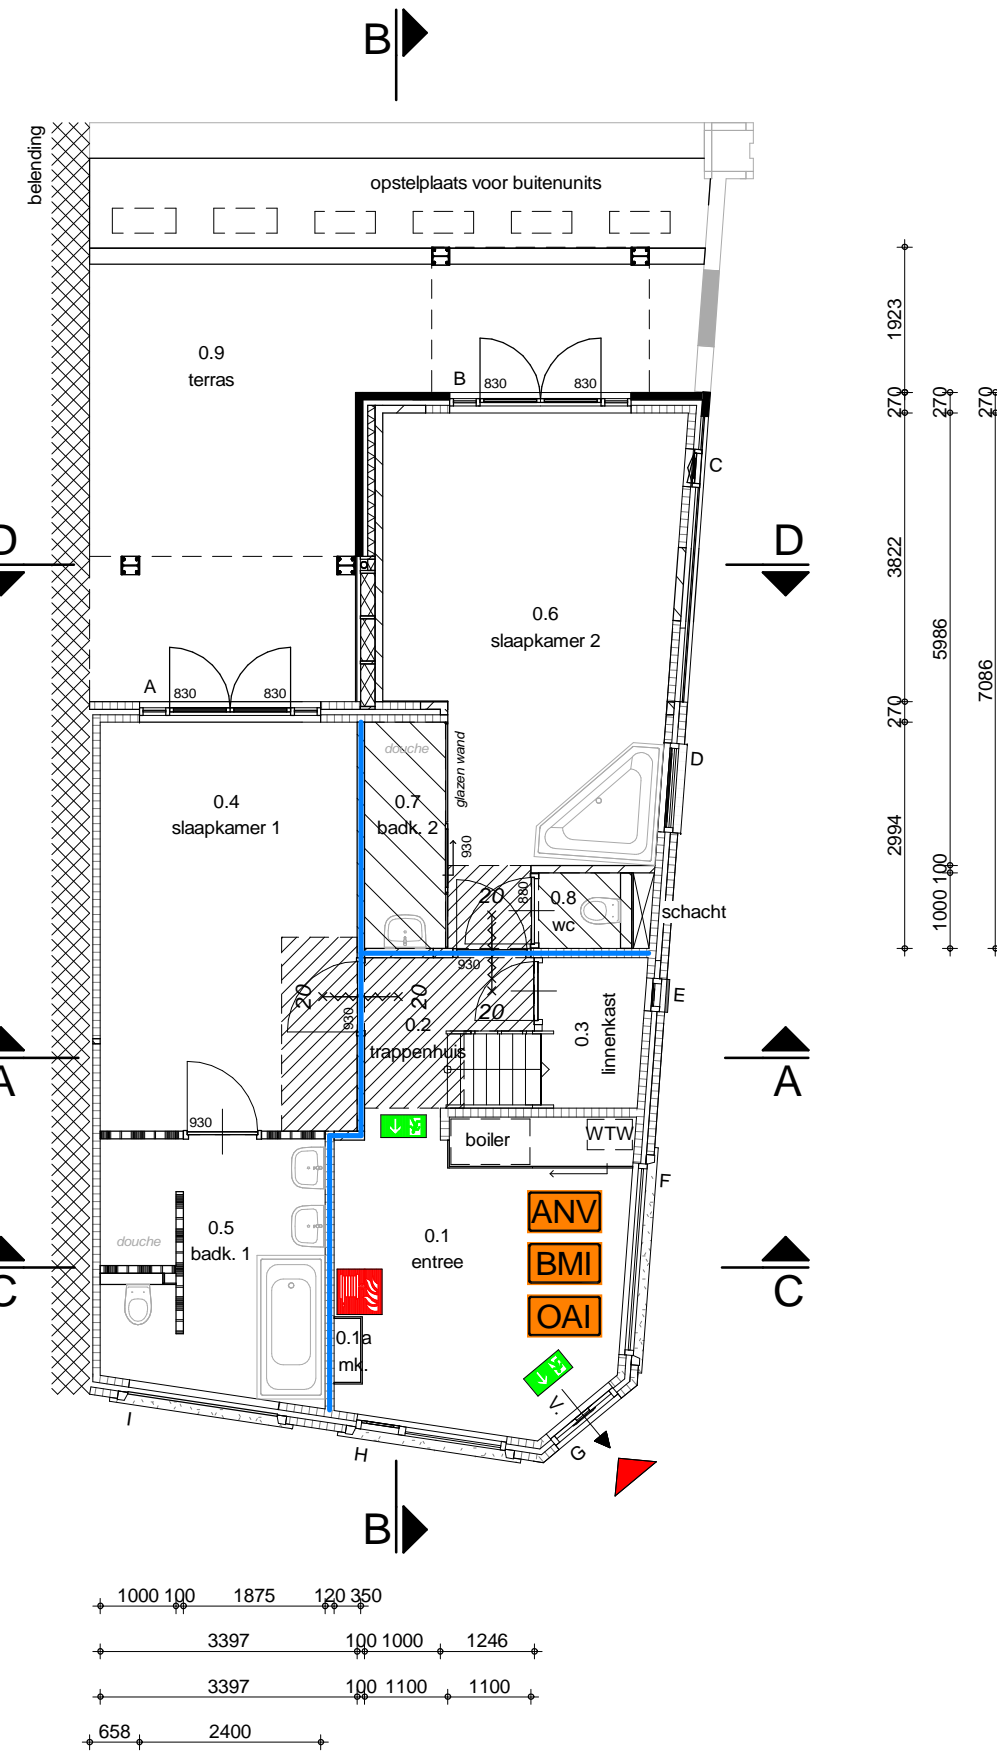 B
belending
opstelplaats voor buitenunits
0.9
terras
B
830
830
C
D
D
0.6
slaapkamer 2
A
830
830
douche
glazen wand
D
0.4
slaapkamer 1
0.7
badk. 2
930
20
880
0.8
wc
schacht
930
20
20
20
930
0.2
trappenhuis
0.3
linnenkast
E
A
A
930
boiler
WTW
F
0.5
badk. 1
douche
0.1
entree
ANV
BMI
OAI
C
C
0.1a
mk.
V.
G
I
H
B
1923
270
270
270
3822
5986
7086
270
2994
100
1000
1000 100 1875 120 350
3397 100 1000 1246
3397 100 1100 1100
658 2400